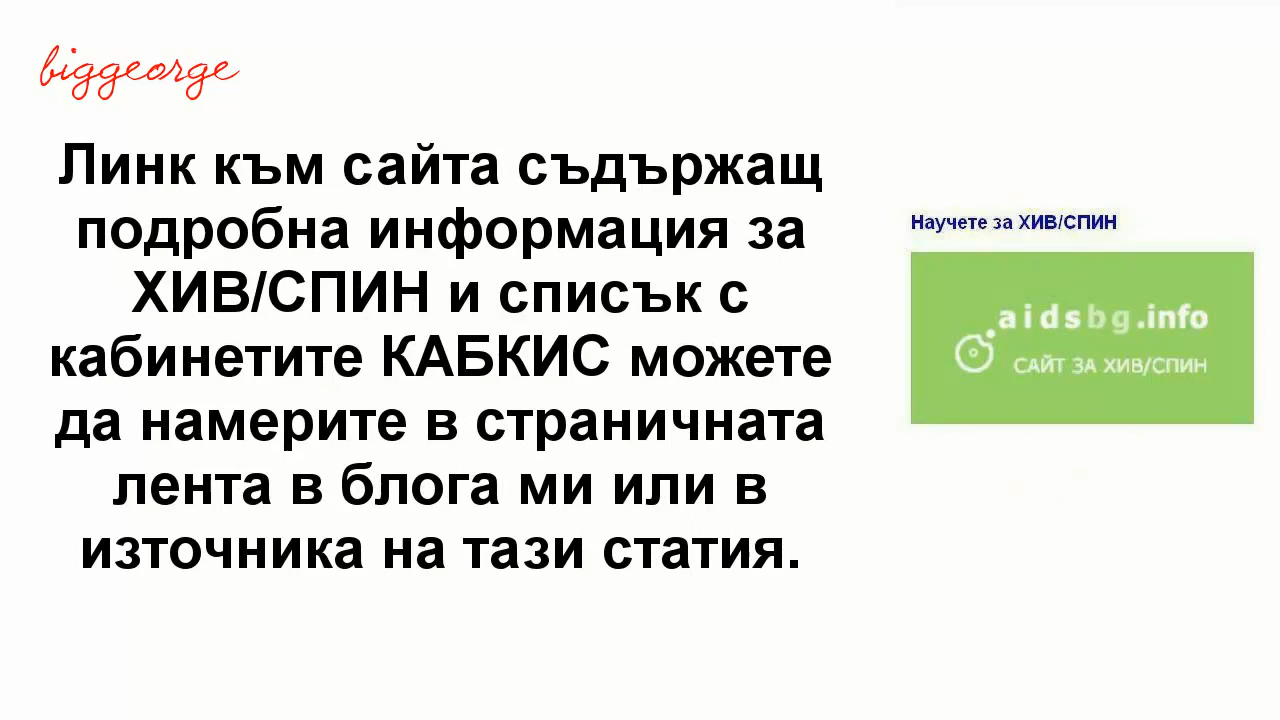 biggeorge
Линк към сайта съдържащ
подробна информация за
ХИВ/СПИН и списък с
кабинетите КАБКИС можете
да намерите в страничната
лента в блога ми или в
източника на тази статия.
Научете за ХИВ/СПИН
aidsbg.info
САЙТ ЗА ХИВ/СПИН